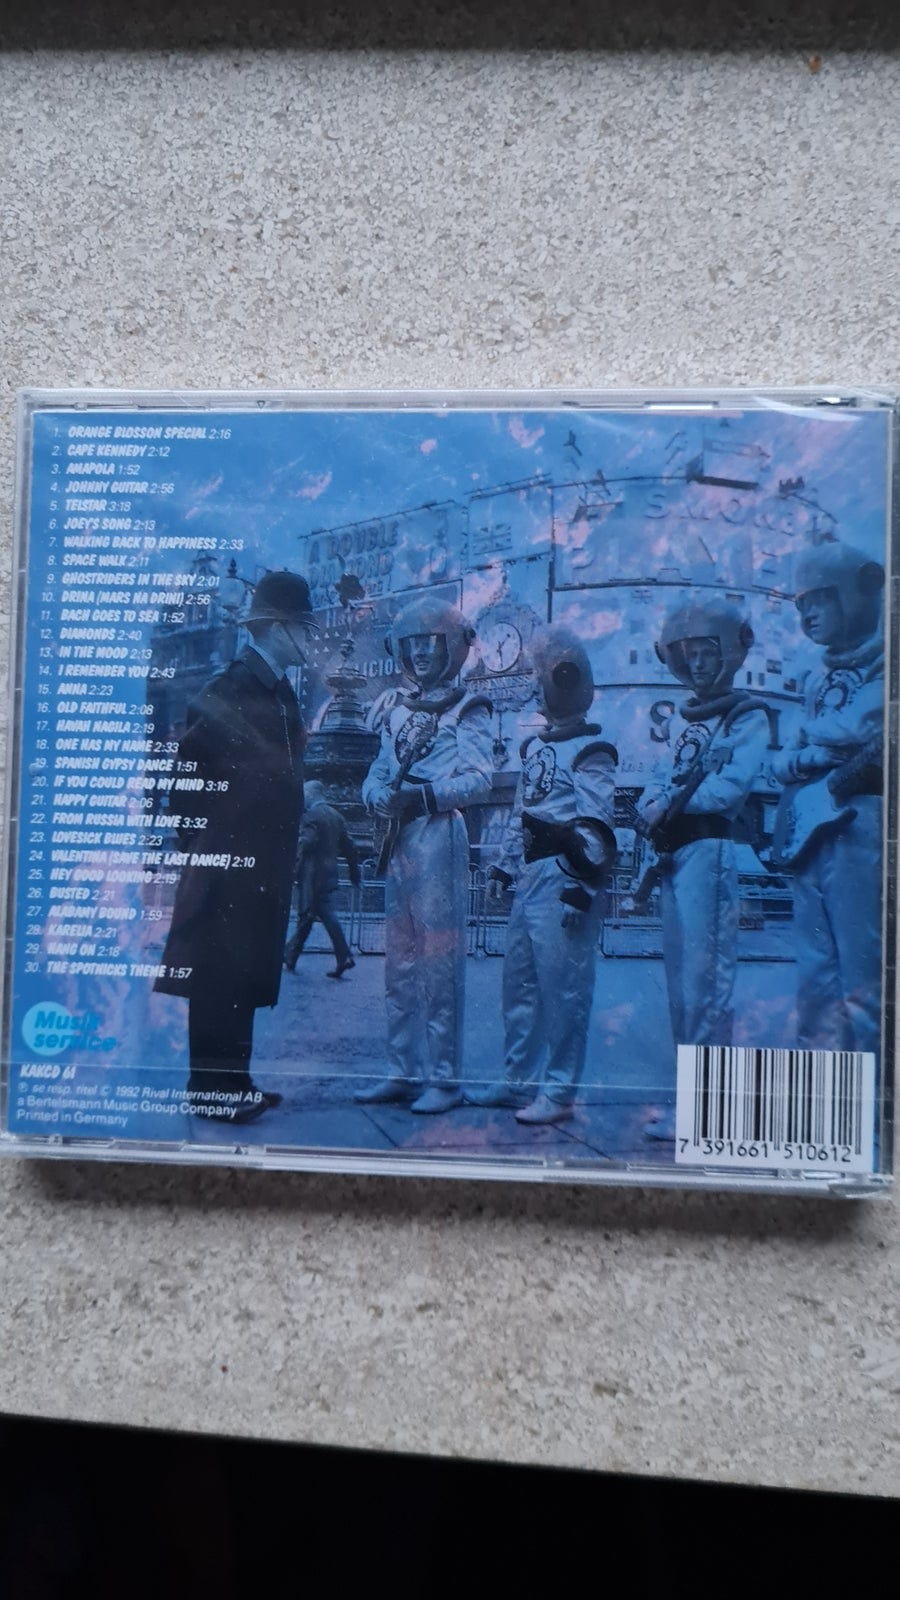 1. ORANGE BLOSSON SPECIAL 2:16
2. CAPE KENNEDY 2:12
3. AMAPOLA 1:52
4. JOHNNY GUITAR 2:56
5. TELSTAR 3:18
6. JOEY'S SONG 2:13
7. WALKING BACK TO HAPPINESS 2:33
8. SPACE WALK 2:11
9. GHOSTRIDERS IN THE SKY 2:01
10. DRINA (MARS NA DRINI) 2:56
11. BACH GOES TO SEA 1:52
12. DIAMONDS 2:40
13. IN THE MOOD 2:13
14. I REMEMBER YOU 2:43
15. ANNA 2:23
16. OLD FAITHFUL 2:08
17. HAVAH NAGILA 2:19
18. ONE HAS MY NAME 2:33
19. SPANISH GYPSY DANCE 1:51
20. IF YOU COULD READ MY MIND 3:16
21. HAPPY GUITAR 2:06
22. FROM RUSSIA WITH LOVE 3:32
23. LOVESICK BLUES 2:23
24. VALENTINA (SAVE THE LAST DANCE) 2:10
25. HEY GOOD LOOKING 2:19
26. BUSTED 2:21
27. ALABANY BOUND 1:59
28. KARELIA 2:21
29. HANG ON 2:18
30. THE SPOTNICKS THEME 1:57
A DOUBLE
DIAMOND
SMOKE
PLAYE
GUINNESS
Musik
service
KAKCD 61
℗ se resp. titel © 1992 Rival International AB
a Bertelsmann Music Group Company
Printed in Germany
7 391661 510612